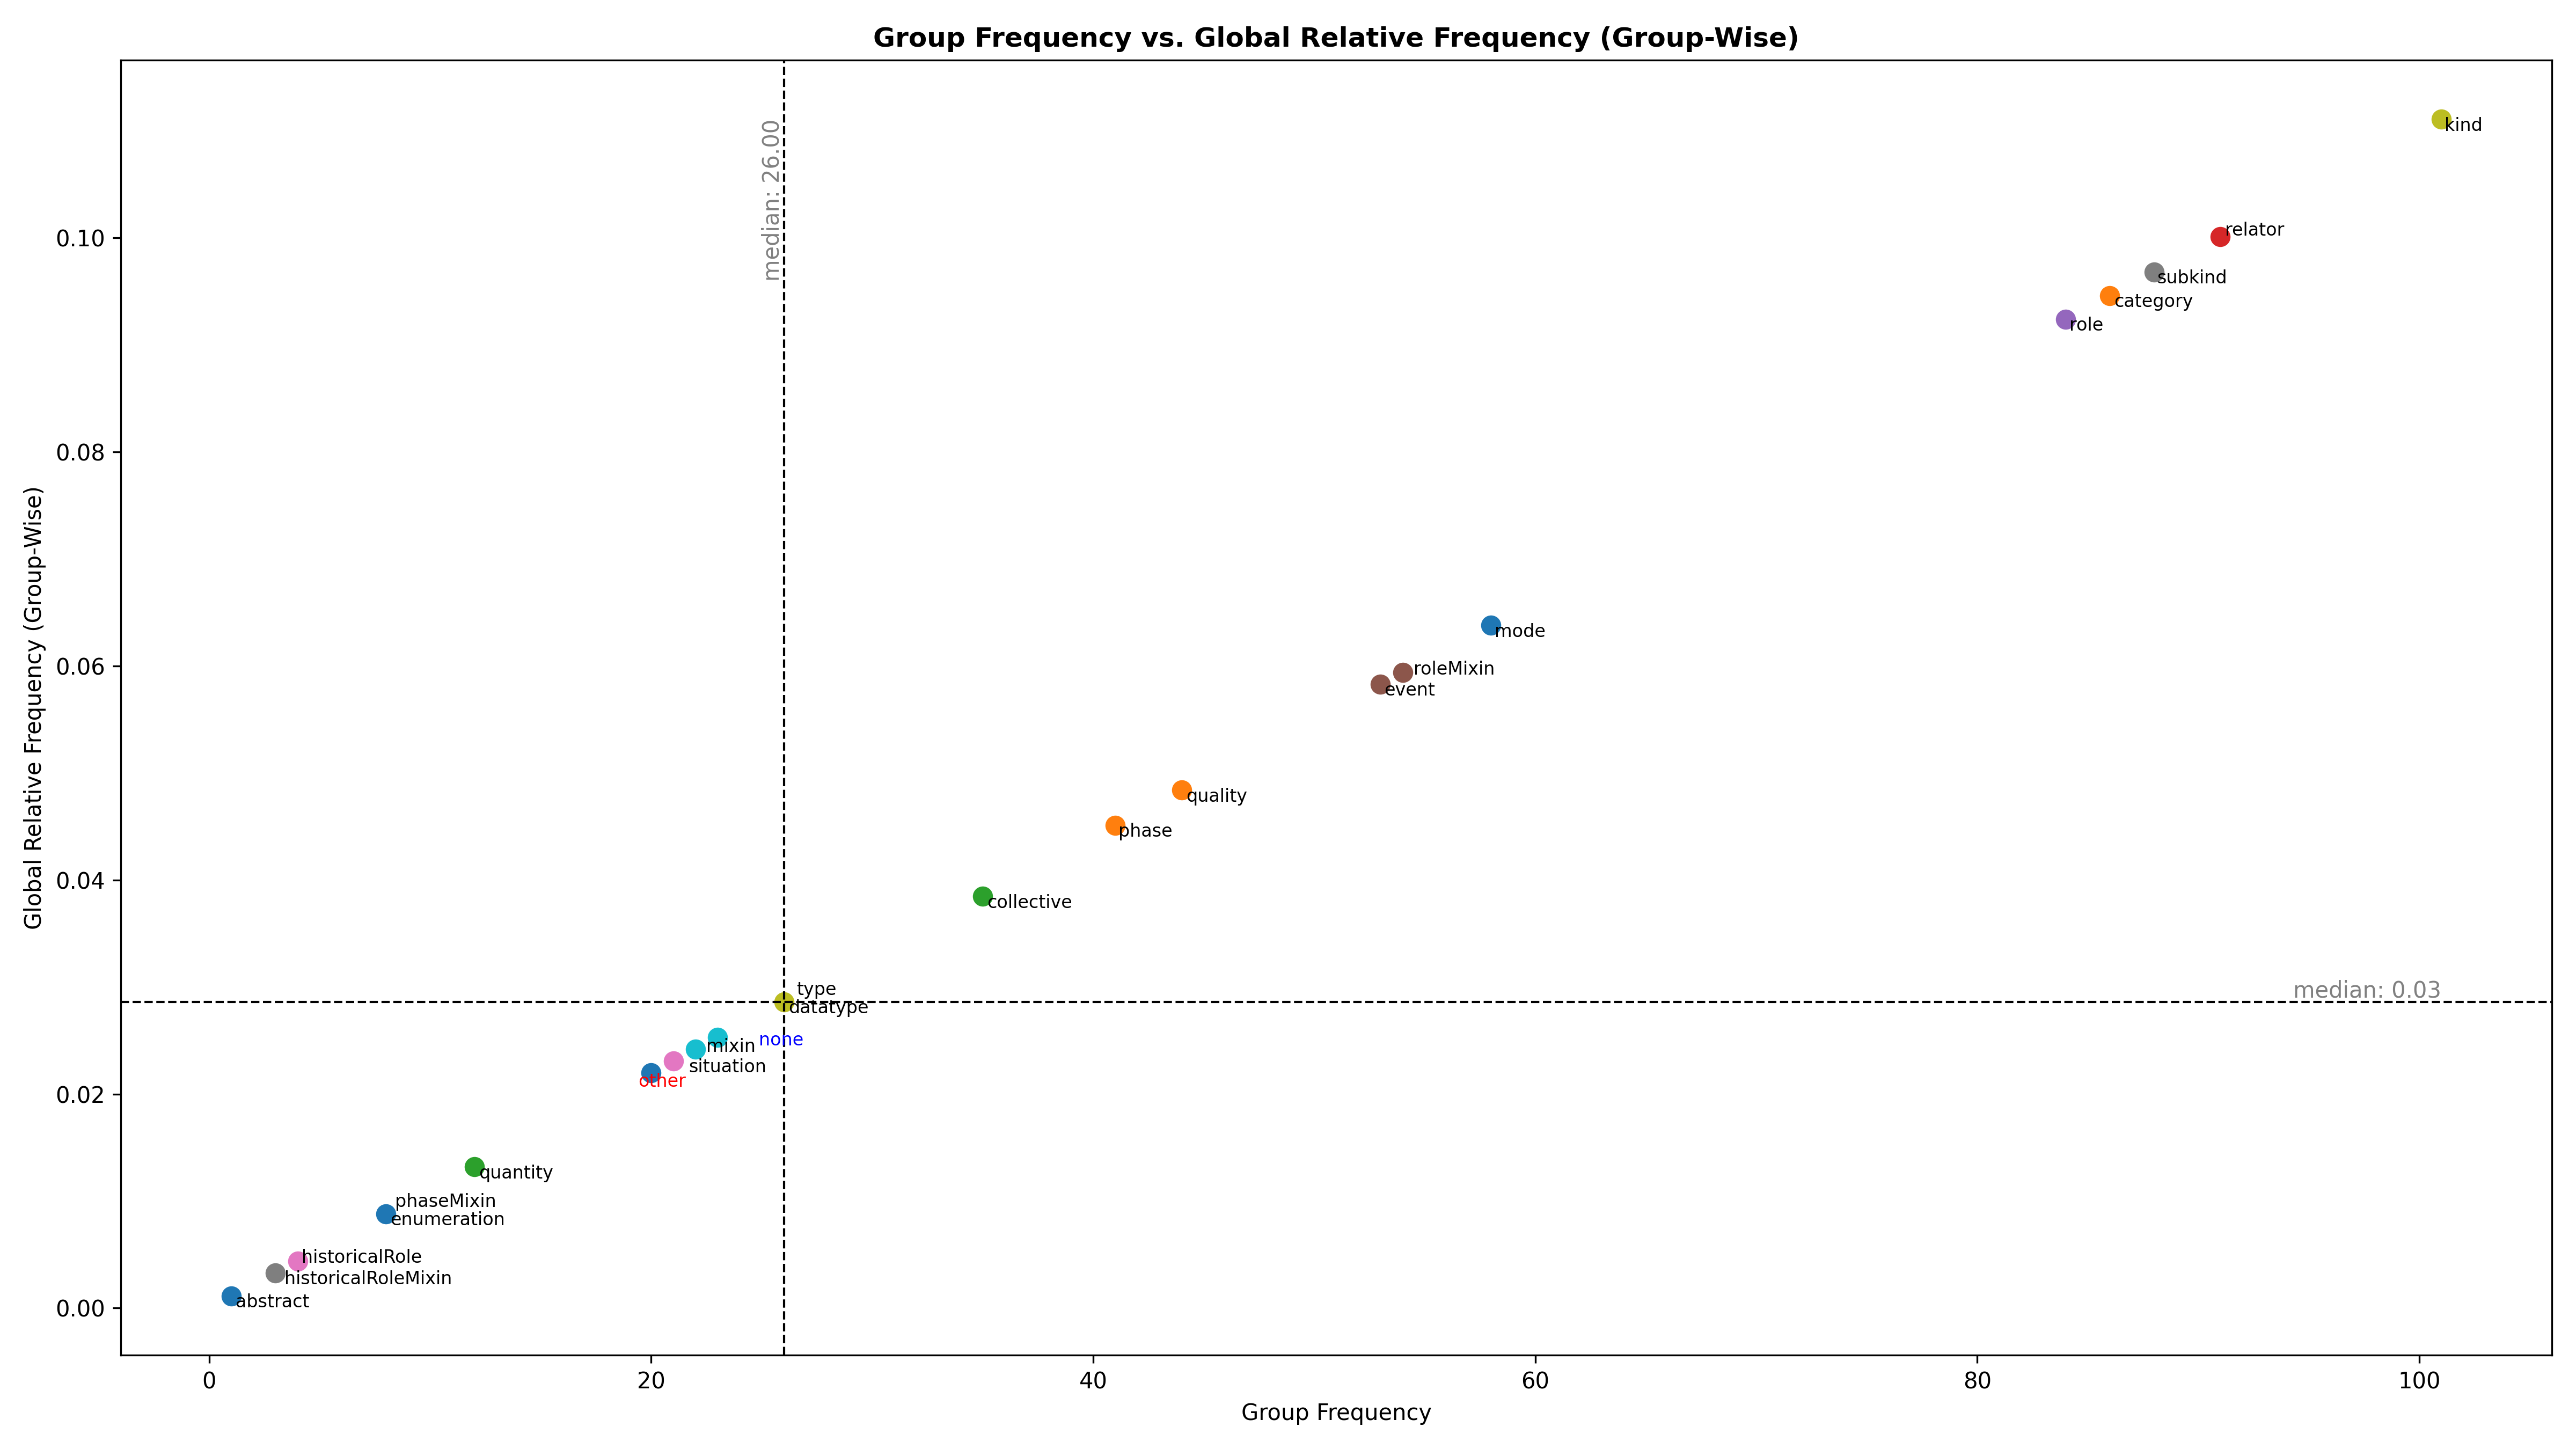 Group Frequency vs. Global Relative Frequency (Group-Wise)
Global Relative Frequency (Group-Wise)
0.10
0.08
0.06
0.04
0.02
0.00
median: 26.00
kind
relator
subkind
category
role
mode
roleMixin
event
quality
phase
collective
median: 0.03
type
datatype
none
mixin
situation
other
quantity
phaseMixin
enumeration
historicalRole
historicalRoleMixin
abstract
0 20 40 60 80 100
Group Frequency